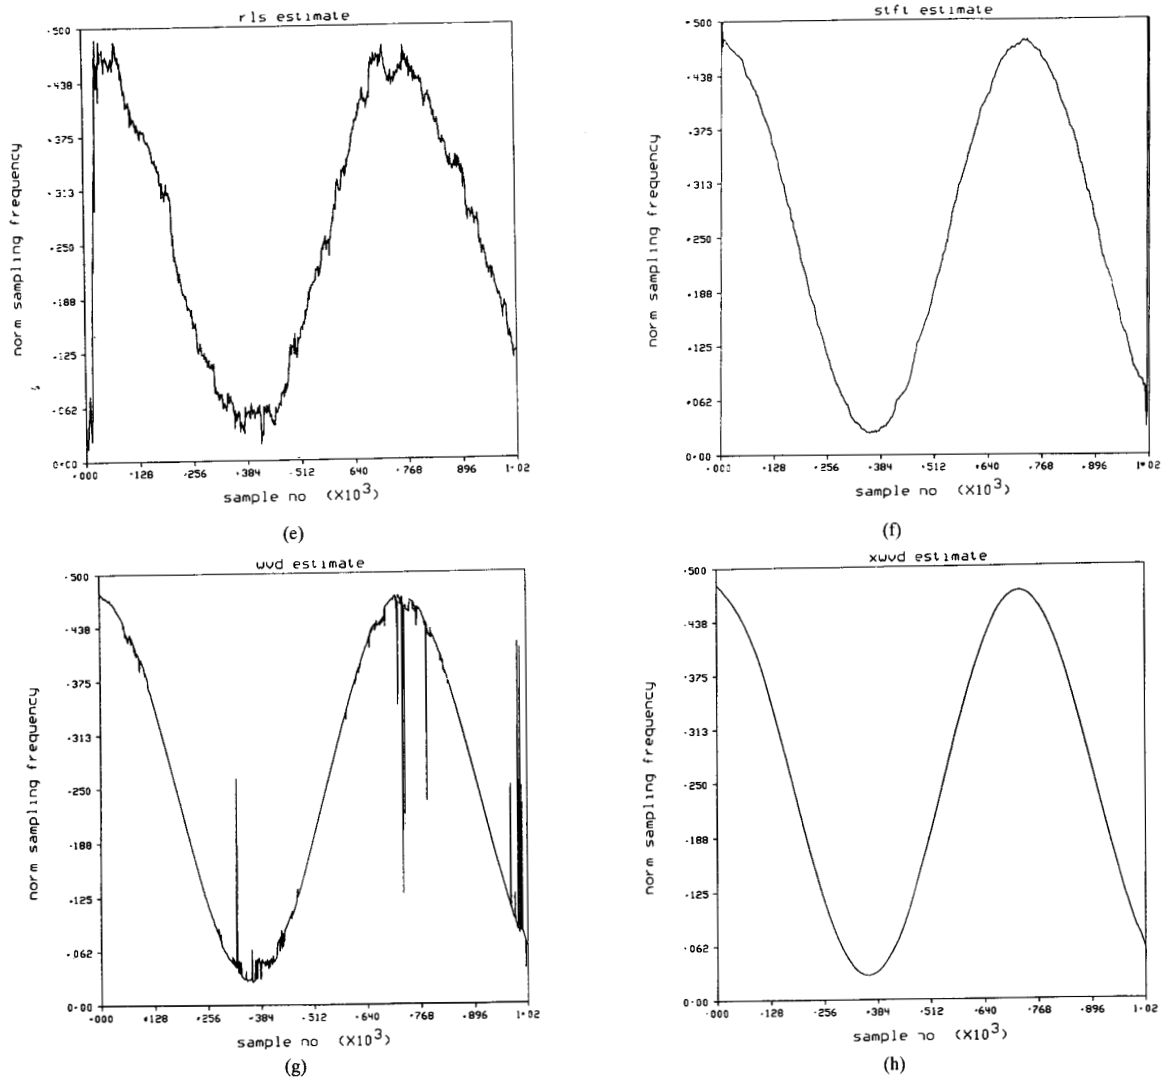 rls estimate
.500
.438
.375
.313
.250
.188
.125
.062
0.00
norm sampling frequency
.000 .128 .256 .384 .512 .640 .768 .896 1.02
sample no (X10³)
(e)
stft estimate
.500
.438
.375
.313
.250
.188
.125
.062
0.00
norm sampling frequency
.000 .128 .256 .384 .512 .640 .768 .896 1.02
sample no (X10³)
(f)
wvd estimate
.500
.438
.375
.313
.250
.188
.125
.062
0.00
norm sampling frequency
.000 .128 .256 .384 .512 .640 .768 .896 1.02
sample no (X10³)
(g)
xwvd estimate
.500
.438
.375
.313
.250
.188
.125
.062
0.00
norm sampling frequency
.000 .128 .256 .384 .512 .640 .768 .896 1.02
sample no (X10³)
(h)